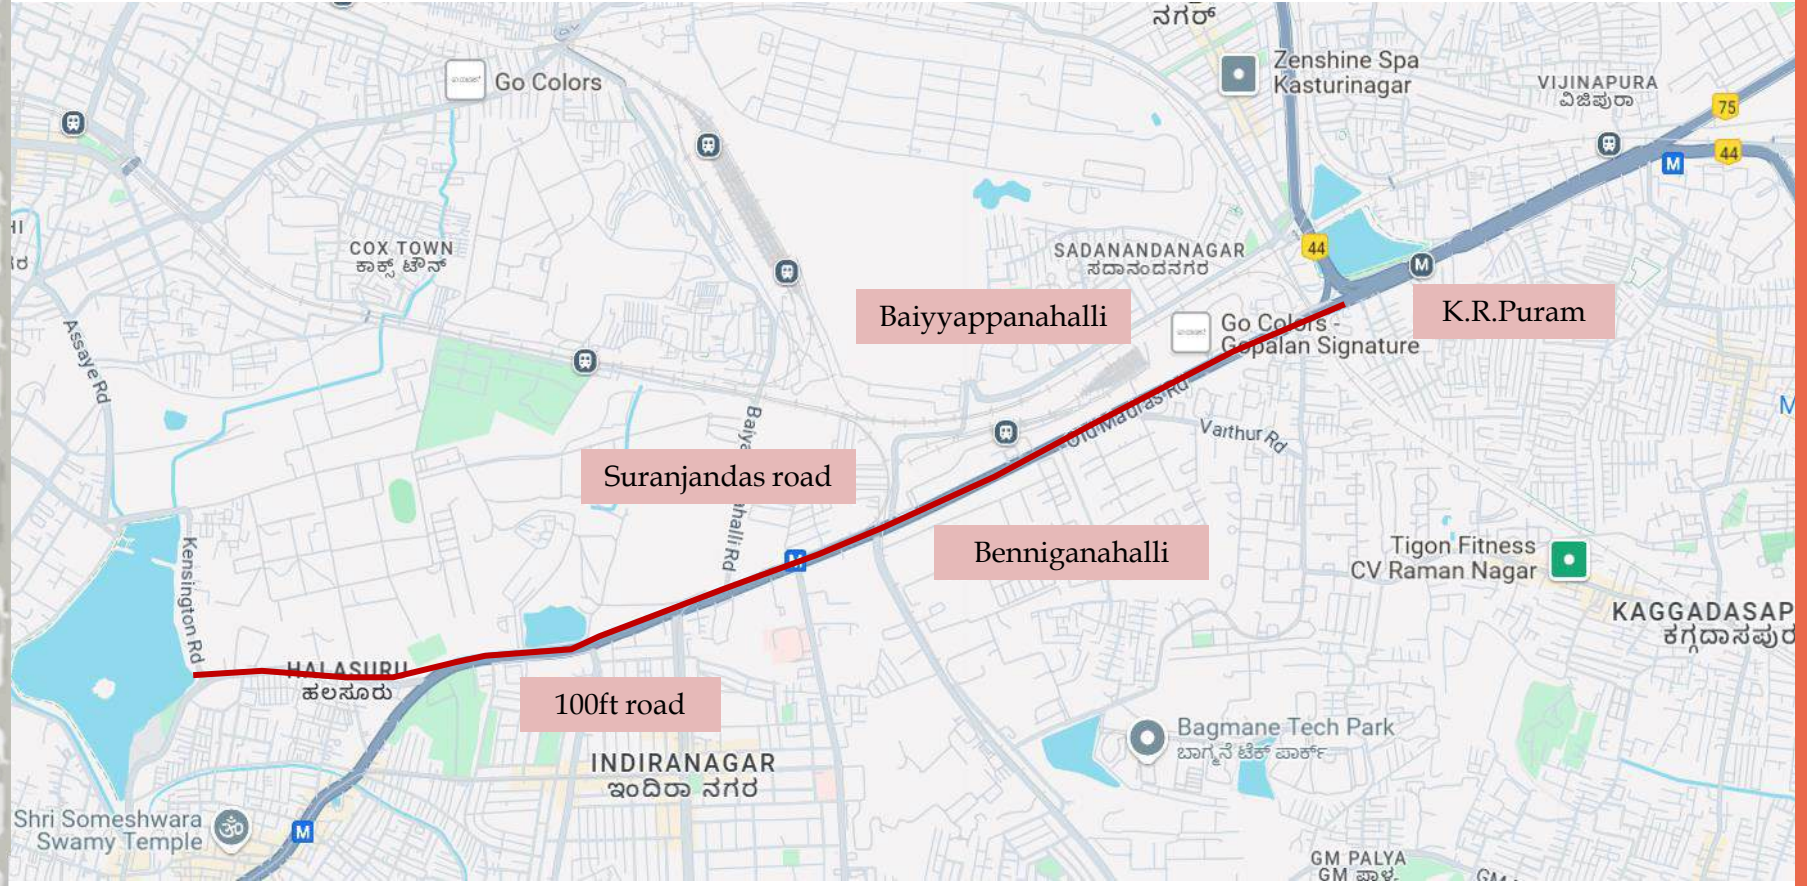 ನಗರ್
Zenshine Spa
Kasturinagar
VIJINAPURA
ವಿಜಿಪುರಾ
75
44
M
Go Colors
HI
COX TOWN
ಕಾಕ್ಸ್ ಟೌನ್
SADANANDANAGAR
ಸದಾನಂದನಗರ
44
M
Baiyyappanahalli
K.R.Puram
Go Colors -
Gopalan Signature
Assaye Rd
Old Madras Rd
Varthur Rd
M
Suranjandas road
Kensington Rd
M
Benniganahalli
Tigon Fitness
CV Raman Nagar
KAGGADASAP
ಕಗ್ಗದಾಸಪುರ
HALASURU
ಹಲಸೂರು
100ft road
Bagmane Tech Park
ಬಾಗ್ಮನೆ ಟೆಕ್ ಪಾರ್ಕ್
INDIRANAGAR
ಇಂದಿರಾ ನಗರ
Shri Someshwara
Swamy Temple
M
GM PALYA